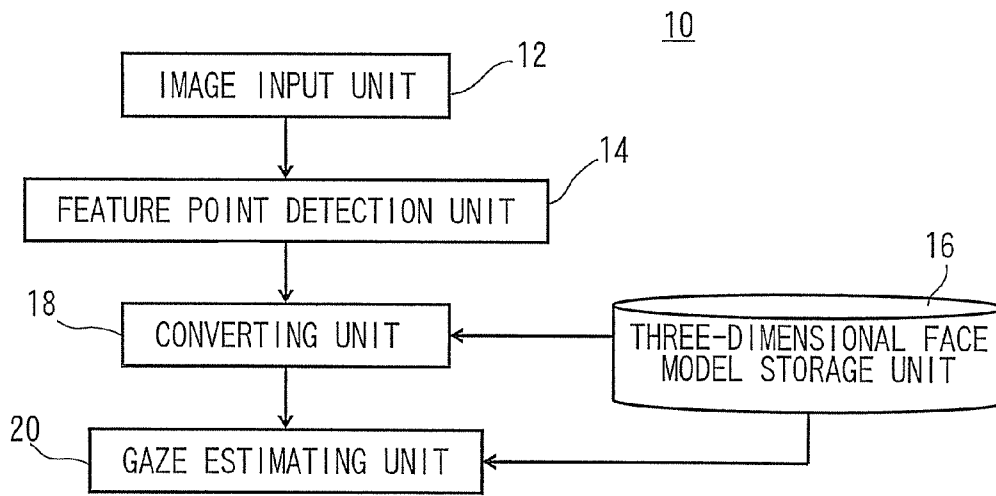 10
IMAGE INPUT UNIT
12
FEATURE POINT DETECTION UNIT
14
18
CONVERTING UNIT
16
THREE-DIMENSIONAL FACE
MODEL STORAGE UNIT
20
GAZE ESTIMATING UNIT